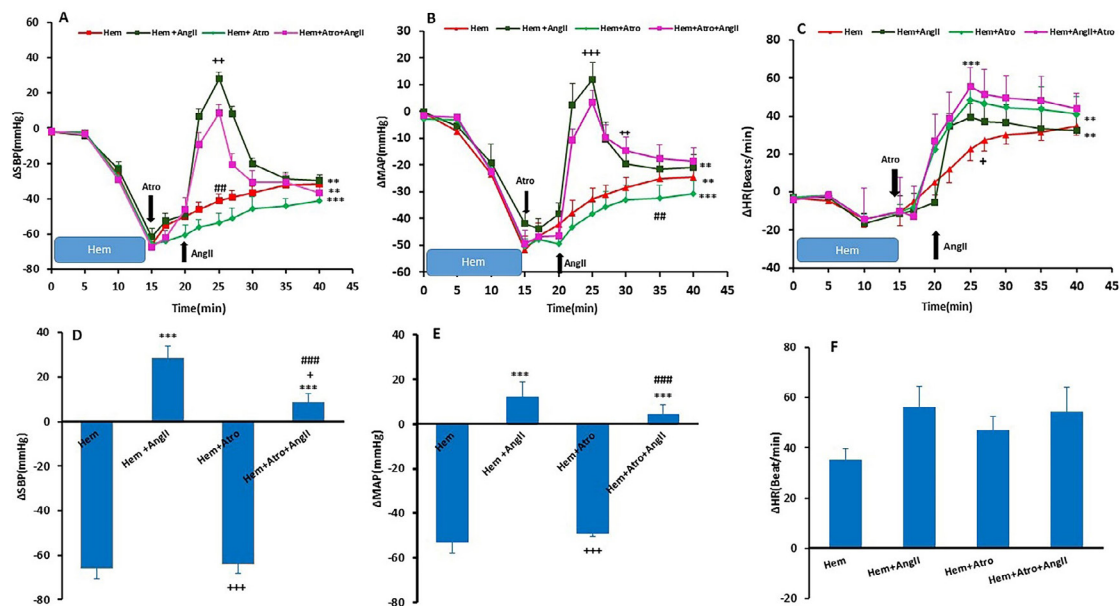 A
Hem
Hem +AngII
Hem+ Atro
Hem+Atro+AngII
60
40
20
0
-20
-40
-60
-80
ΔSBP(mmHg)
++
Atro
##
**
**
***
Hem
AngII
0 5 10 15 20 25 30 35 40 45
Time(min)
B
Hem
Hem+AngII
Hem+Atro
Hem+Atro+AngII
30
20
10
0
-10
-20
-30
-40
-50
-60
ΔMAP(mmHg)
+++
++
Atro
**
**
***
##
Hem
AngII
0 5 10 15 20 25 30 35 40 45
Time(min)
C
Hem
Hem+AngII
Hem+Atro
Hem+AngII+Atro
80
60
40
20
0
-20
-40
ΔHR(Beats/min)
***
**
**
+
Atro
Hem
AngII
0 5 10 15 20 25 30 35 40 45
Time(min)
D
40
20
0
-20
-40
-60
-80
ΔSBP(mmHg)
***
###
+
***
Hem
Hem +AngII
Hem+Atro
Hem+Atro+AngII
+++
E
40
20
0
-20
-40
-60
-80
ΔMAP(mmHg)
***
###
***
Hem
Hem +AngII
Hem+Atro
Hem+Atro+AngII
+++
F
80
60
40
20
0
-20
ΔHR(Beat/min)
Hem
Hem+AngII
Hem+Atro
Hem+Atro+AngII